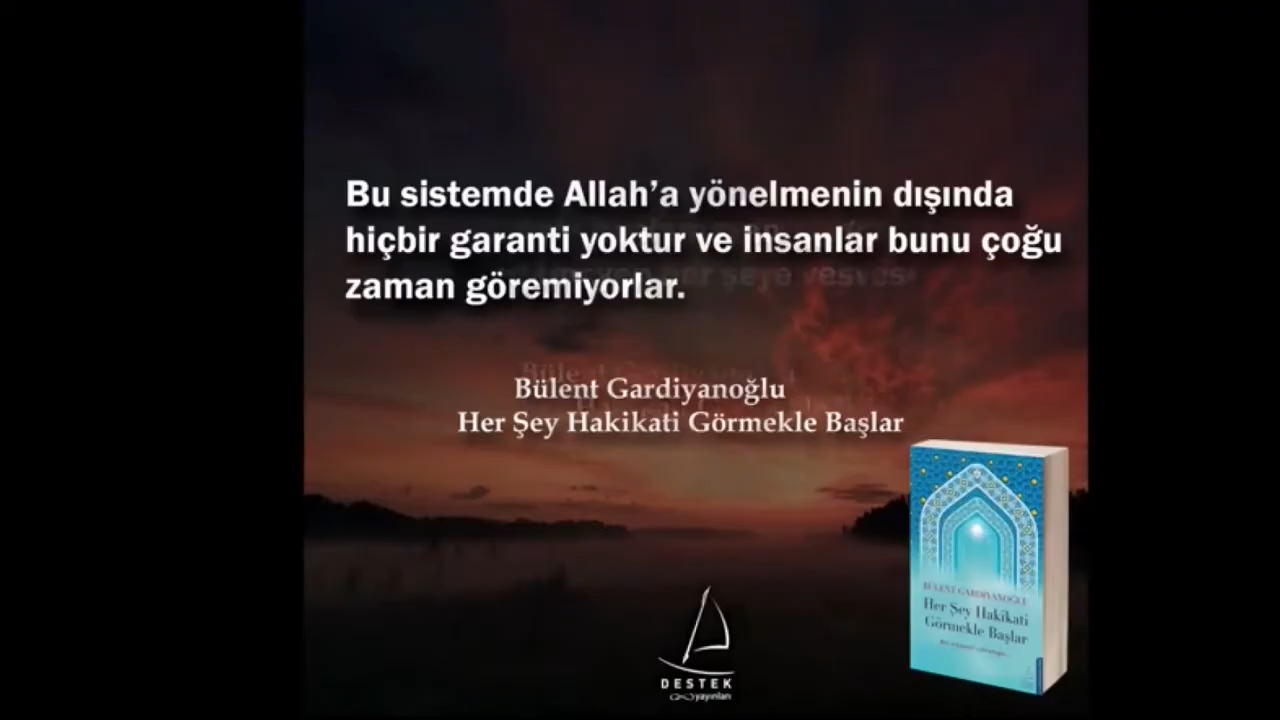 Bu sistemde Allah'a yönelmenin dışında
hiçbir garanti yoktur ve insanlar bunu çoğu
zaman göremiyorlar.
Bülent Gardiyanoğlu
Her Şey Hakikati Görmekle Başlar
BÜLENT GARDİYANOĞLU
Her Şey Hakikati
Görmekle Başlar
DESTEK
yayınları